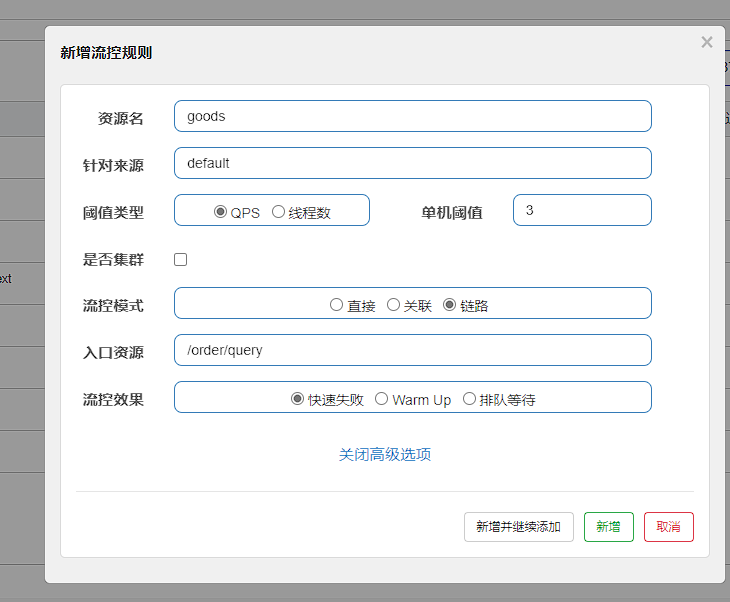 新增流控规则
×
资源名 goods
针对来源 default
阈值类型 QPS 线程数 单机阈值 3
是否集群
ext
流控模式 直接 关联 链路
入口资源 /order/query
流控效果 快速失败 Warm Up 排队等待
关闭高级选项
新增并继续添加 新增 取消